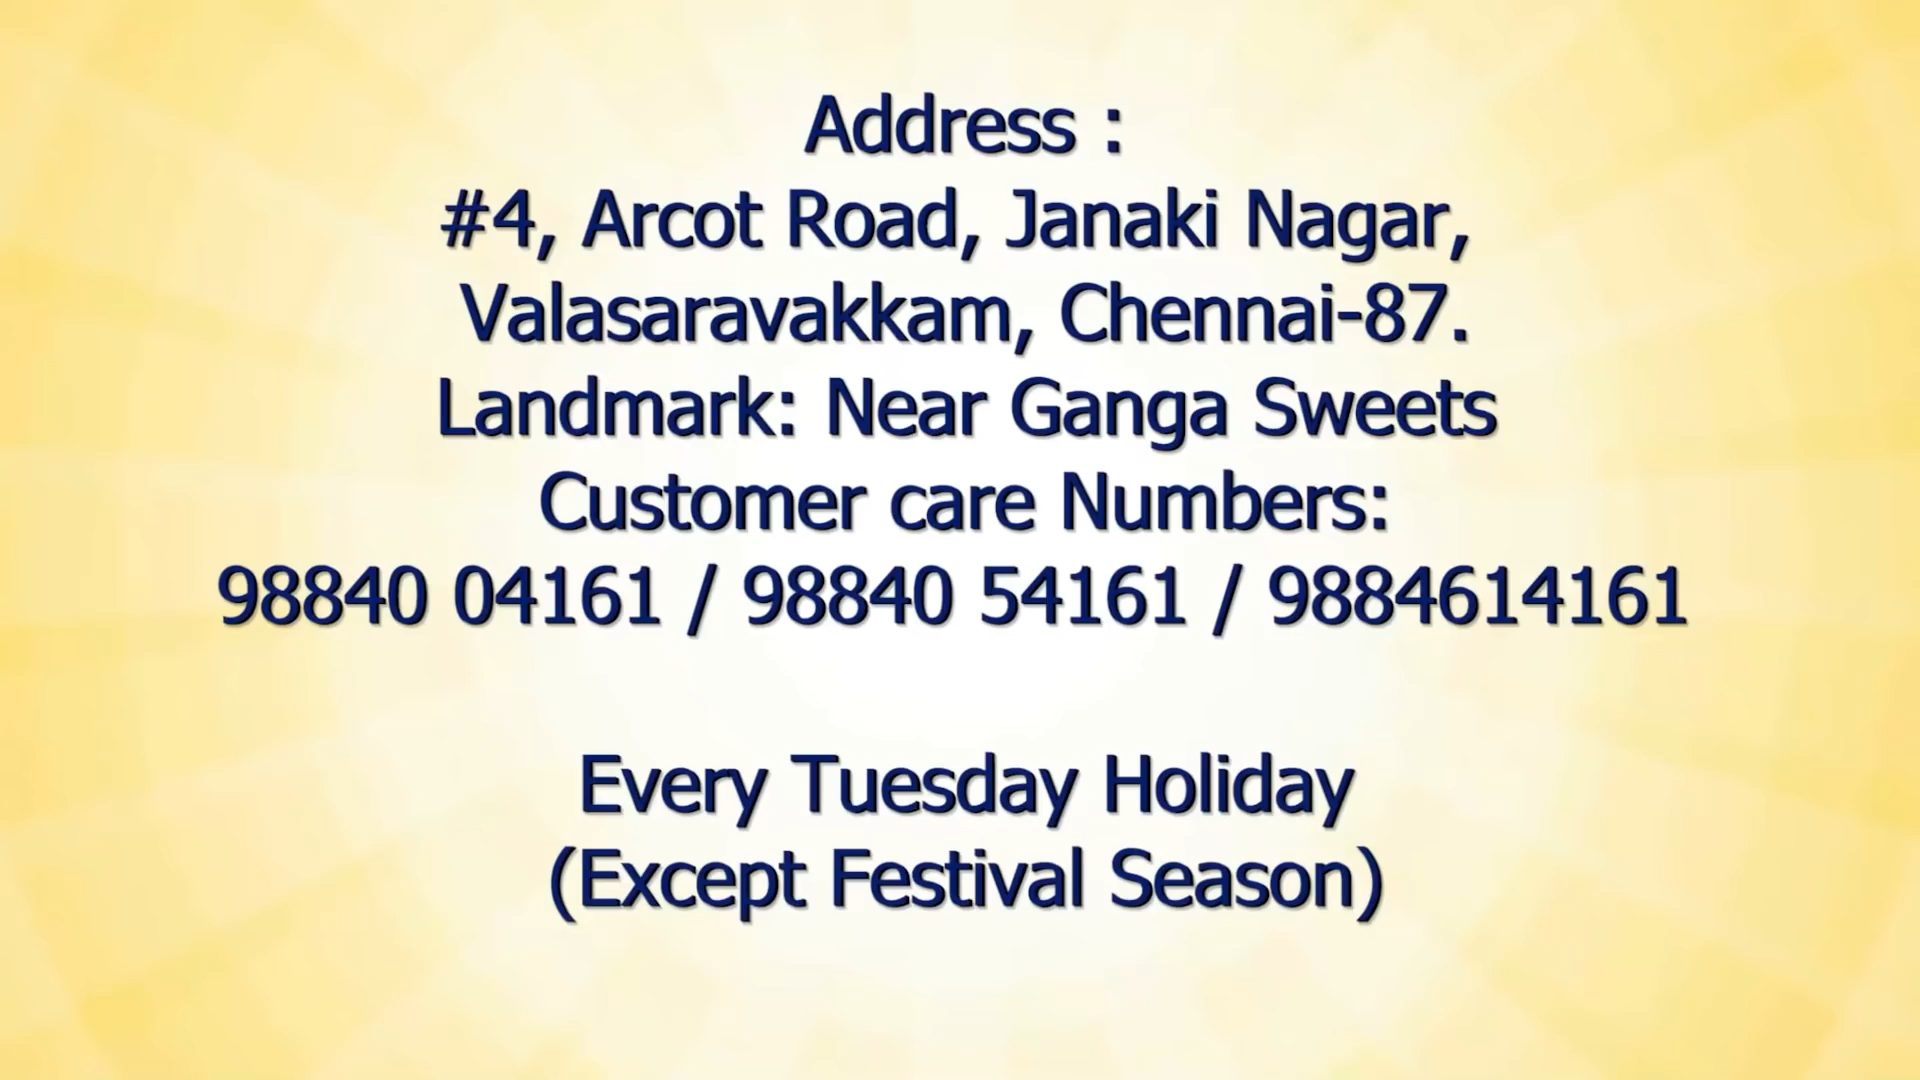 Address :
#4, Arcot Road, Janaki Nagar,
Valasaravakkam, Chennai-87.
Landmark: Near Ganga Sweets
Customer care Numbers:
98840 04161 / 98840 54161 / 9884614161
Every Tuesday Holiday
(Except Festival Season)